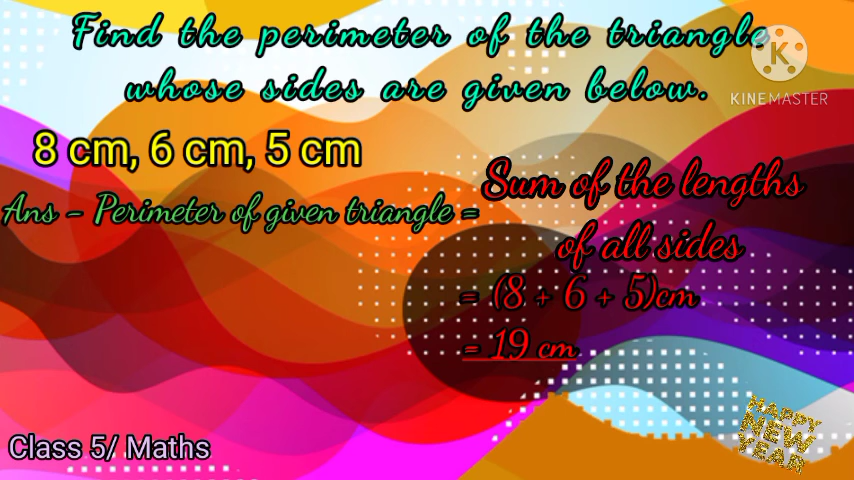 Find the perimeter of the triangle
whose sides are given below.
K
KINEMASTER
8 cm, 6 cm, 5 cm
Ans - Perimeter of given triangle = Sum of the lengths
of all sides
= (8 + 6 + 5)cm
= 19 cm
Class 5/ Maths
HAPPY
NEW
YEAR